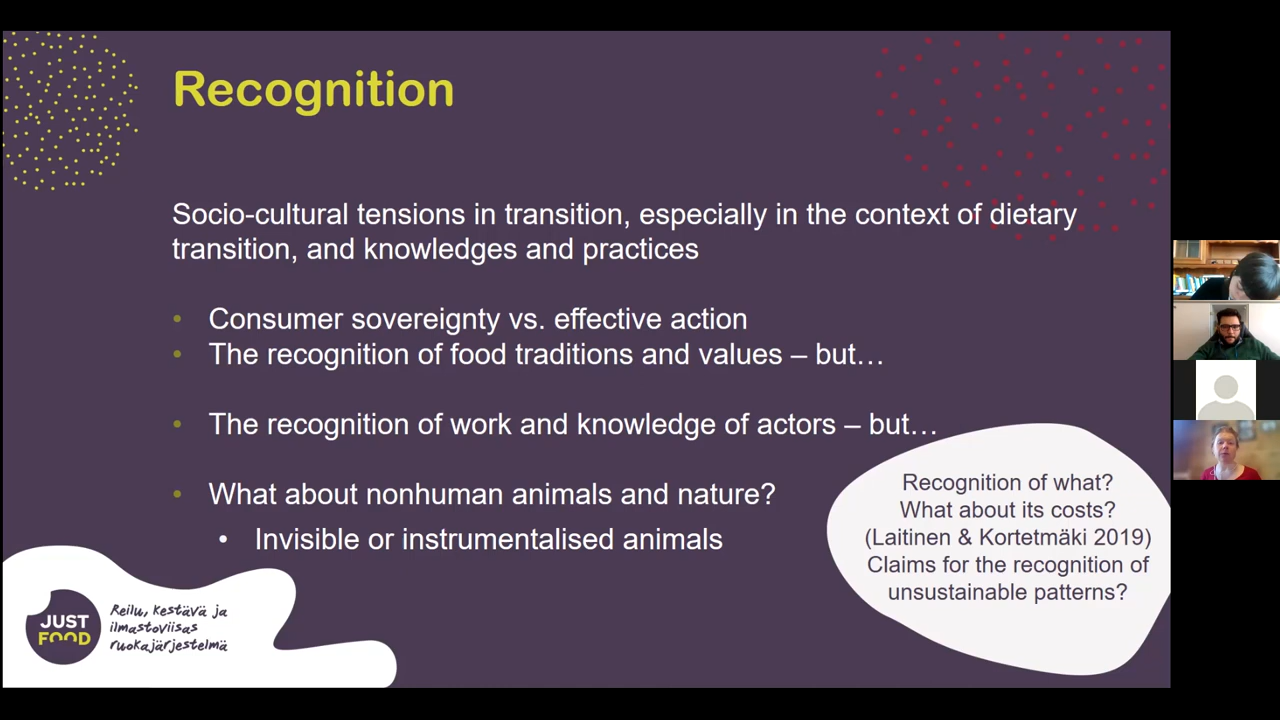 Recognition
Socio-cultural tensions in transition, especially in the context of dietary
transition, and knowledges and practices
• Consumer sovereignty vs. effective action
• The recognition of food traditions and values – but…
• The recognition of work and knowledge of actors – but…
• What about nonhuman animals and nature?
• Invisible or instrumentalised animals
Recognition of what?
What about its costs?
(Laitinen & Kortetmäki 2019)
Claims for the recognition of
unsustainable patterns?
JUST
FOOD
Reilu, kestävä ja
ilmastoviisas
ruokajärjestelmä